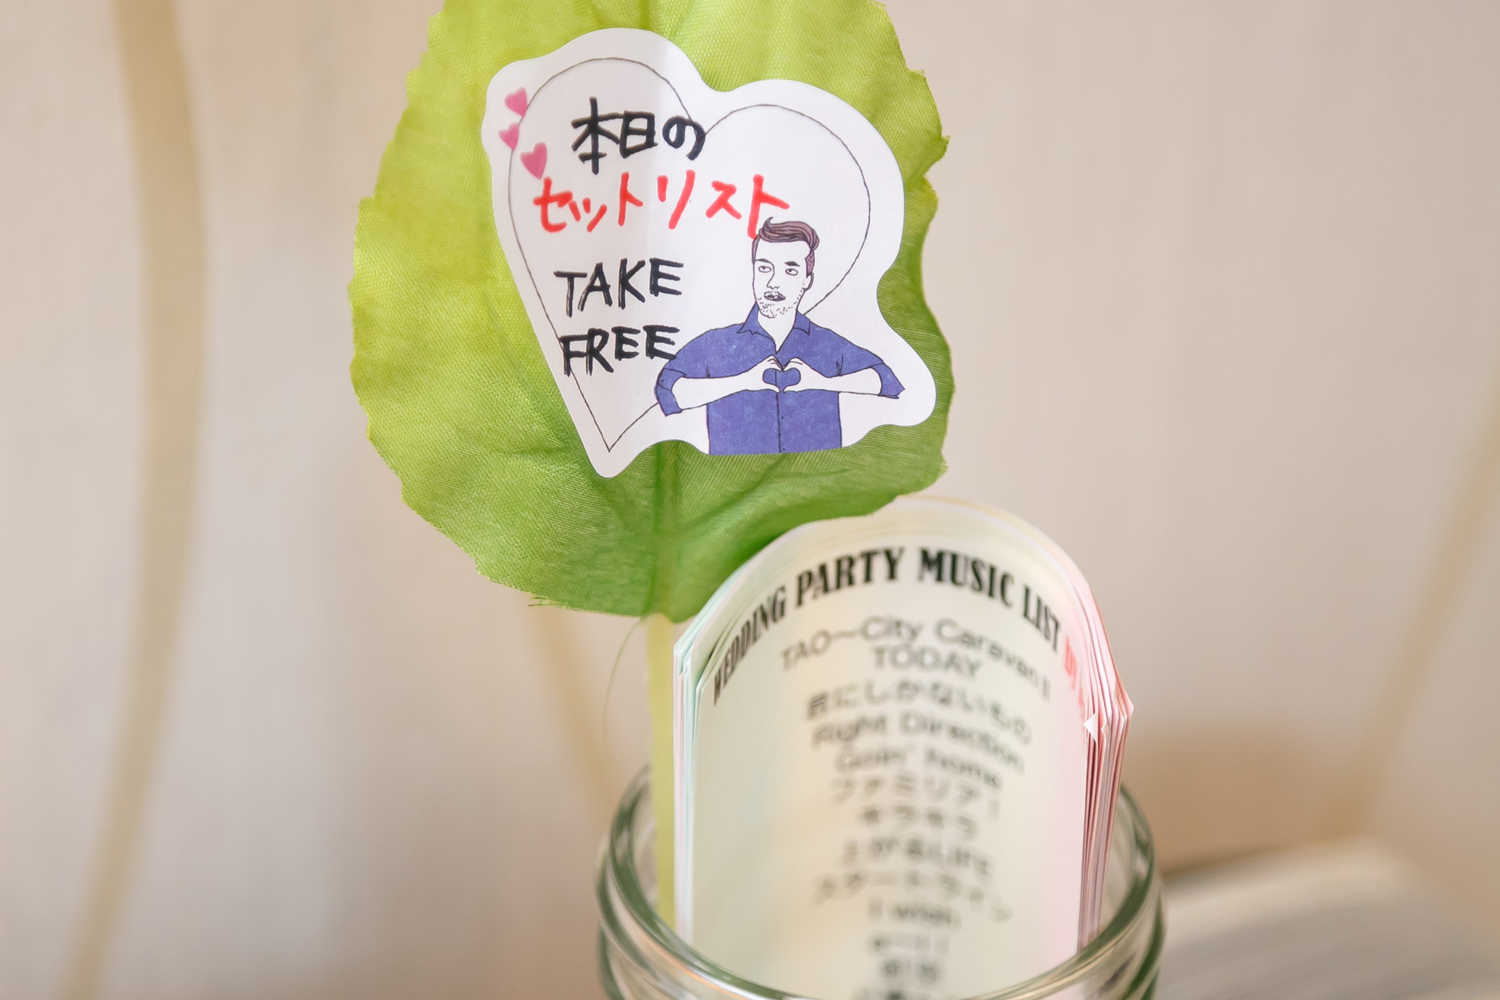 本日の
セットリスト
TAKE
FREE
WEDDING PARTY MUSIC LIST
TAO〜City Caravan
TODAY
君にしかないもの
Right Direction
Goin' home
ファミリア！
キラキラ
上がるLIFE
スタートライン
I wish